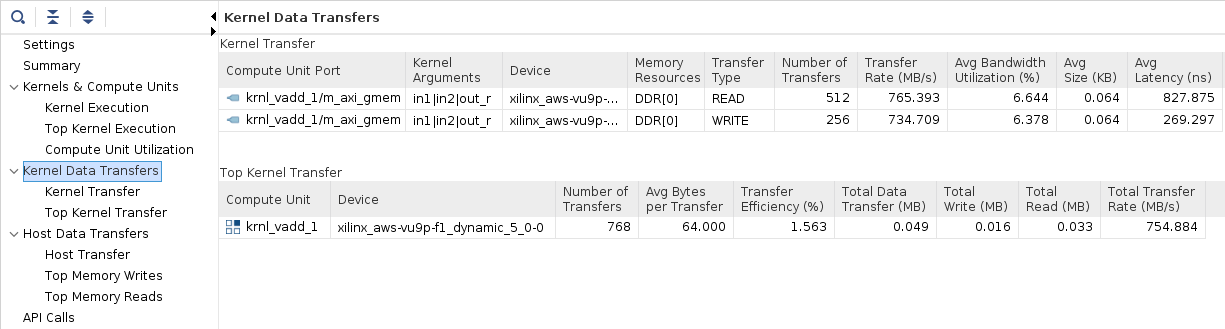 Kernel Data Transfers
Settings
Summary
Kernels & Compute Units
Kernel Execution
Top Kernel Execution
Compute Unit Utilization
Kernel Data Transfers
Kernel Transfer
Top Kernel Transfer
Host Data Transfers
Host Transfer
Top Memory Writes
Top Memory Reads
API Calls
Kernel Transfer
Compute Unit Port Kernel Arguments Device Memory Resources Transfer Type Number of Transfers Transfer Rate (MB/s) Avg Bandwidth Utilization (%) Avg Size (KB) Avg Latency (ns)
krnl_vadd_1/m_axi_gmem in1|in2|out_r xilinx_aws-vu9p-... DDR[0] READ 512 765.393 6.644 0.064 827.875
krnl_vadd_1/m_axi_gmem in1|in2|out_r xilinx_aws-vu9p-... DDR[0] WRITE 256 734.709 6.378 0.064 269.297
Top Kernel Transfer
Compute Unit Device Number of Transfers Avg Bytes per Transfer Transfer Efficiency (%) Total Data Transfer (MB) Total Write (MB) Total Read (MB) Total Transfer Rate (MB/s)
krnl_vadd_1 xilinx_aws-vu9p-f1_dynamic_5_0-0 768 64.000 1.563 0.049 0.016 0.033 754.884